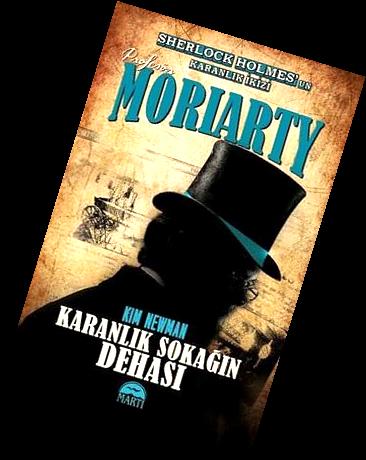 SHERLOCK HOLMES'UN
KARANLIK İKİZİ
Profesör
MORIARTY
KIM NEWMAN
KARANLIK SOKAĞIN
DEHASI
MARTI